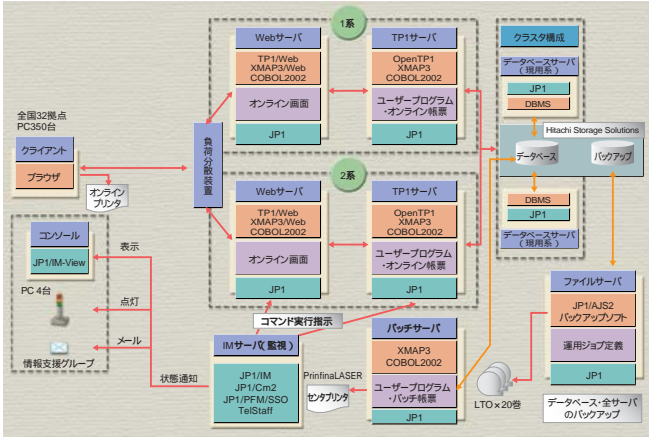 1系
Webサーバ
TP1/Web
XMAP3/Web
COBOL2002
オンライン画面
JP1
TP1サーバ
OpenTP1
XMAP3
COBOL2002
ユーザープログラム
・オンライン帳票
JP1
クラスタ構成
データベースサーバ
(現用系)
JP1
DBMS
Hitachi Storage Solutions
データベース
バックアップ
DBMS
JP1
データベースサーバ
(現用系)
全国32拠点
PC350台
クライアント
ブラウザ
オンライン
プリンタ
負荷分散装置
2系
Webサーバ
TP1/Web
XMAP3/Web
COBOL2002
オンライン画面
JP1
TP1サーバ
OpenTP1
XMAP3
COBOL2002
ユーザープログラム
・オンライン帳票
JP1
コンソール
JP1/IM-View
PC 4台
情報支援グループ
表示
点灯
メール
状態通知
コマンド実行指示
IMサーバ(監視)
JP1/IM
JP1/Cm2
JP1/PFM/SSO
TelStaff
PrinfinaLASER
センタプリンタ
バッチサーバ
XMAP3
COBOL2002
ユーザープログラム
・バッチ帳票
JP1
ファイルサーバ
JP1/AJS2
バックアップソフト
運用ジョブ定義
JP1
LTO×20巻
データベース・全サーバ
のバックアップ